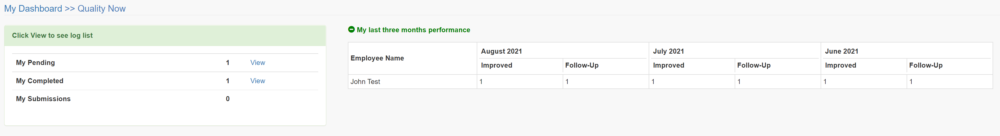 My Dashboard >> Quality Now
Click View to see log list
My Pending 1 View
My Completed 1 View
My Submissions 0
My last three months performance
Employee Name August 2021 July 2021 June 2021
Improved Follow-Up Improved Follow-Up Improved Follow-Up
John Test 1 1 1 1 1 1